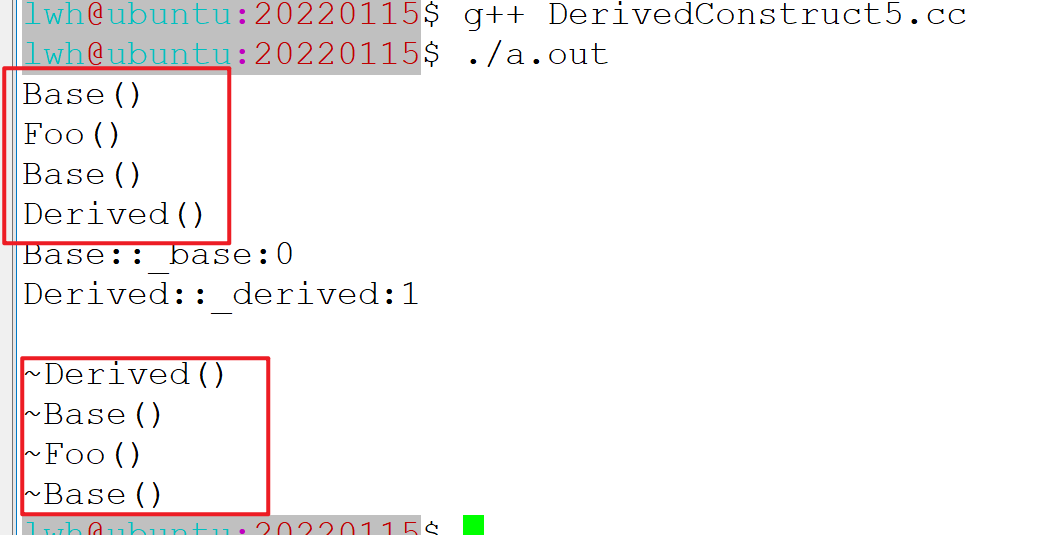 lwh@ubuntu:20220115$ g++ DerivedConstruct5.cc
lwh@ubuntu:20220115$ ./a.out
Base()
Foo()
Base()
Derived()
Base::_base:0
Derived::_derived:1
~Derived()
~Base()
~Foo()
~Base()
lwh@ubuntu:20220115$